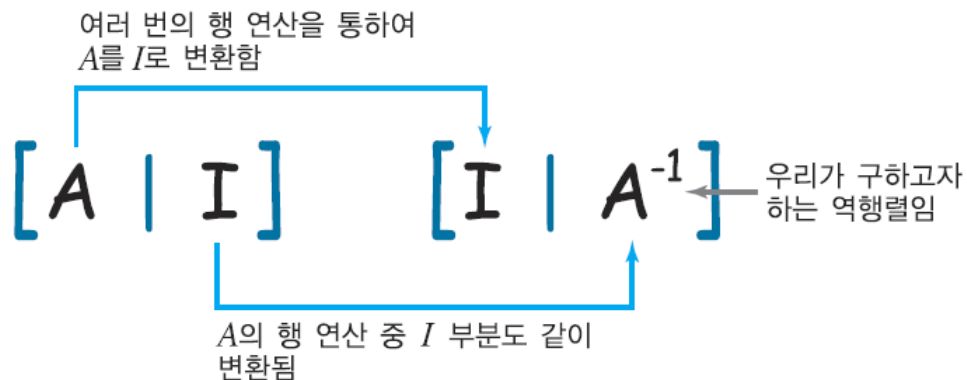 여러 번의 행 연산을 통하여
A를 I로 변환함
[A | I] [I | A⁻¹]
우리가 구하고자
하는 역행렬임
A의 행 연산 중 I 부분도 같이
변환됨